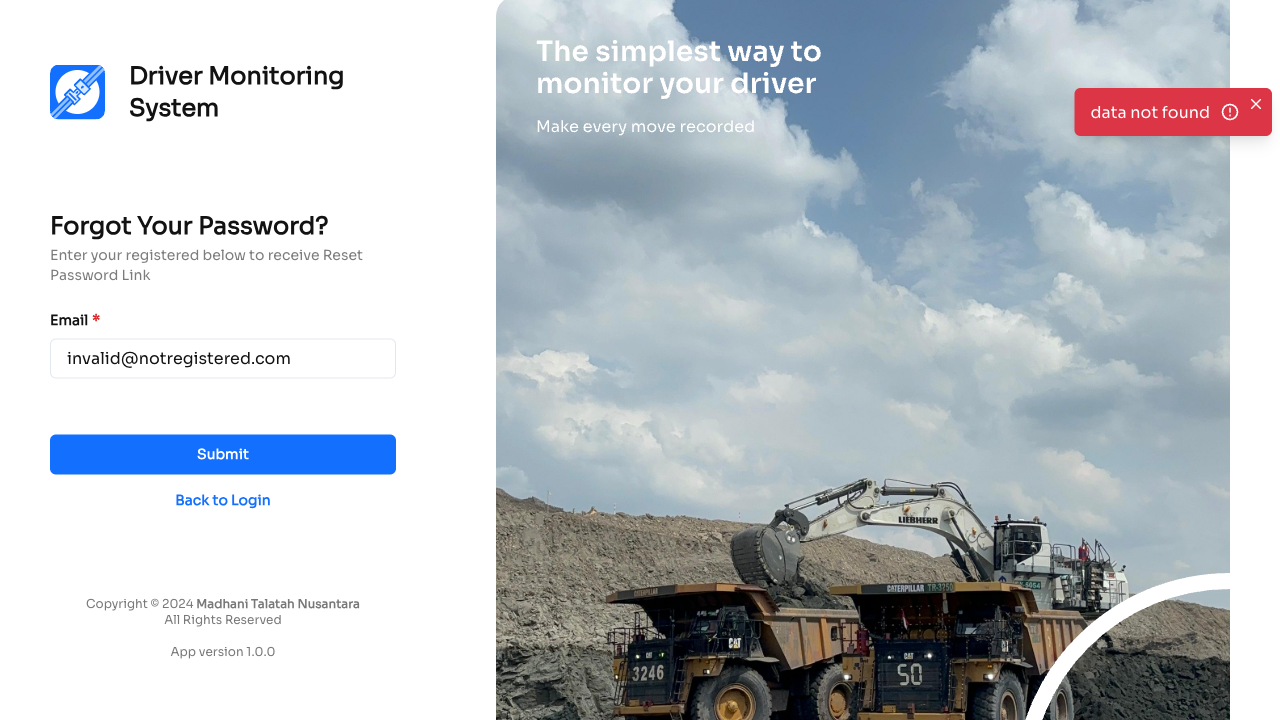 Driver Monitoring
System
Forgot Your Password?
Enter your registered below to receive Reset
Password Link
Email *
invalid@notregistered.com
Submit
Back to Login
Copyright © 2024 Madhani Talatah Nusantara
All Rights Reserved
App version 1.0.0
The simplest way to
monitor your driver
Make every move recorded
data not found
LIEBHERR
CATERPILLAR
CATERPILLAR
CAT
3246
CAT
50